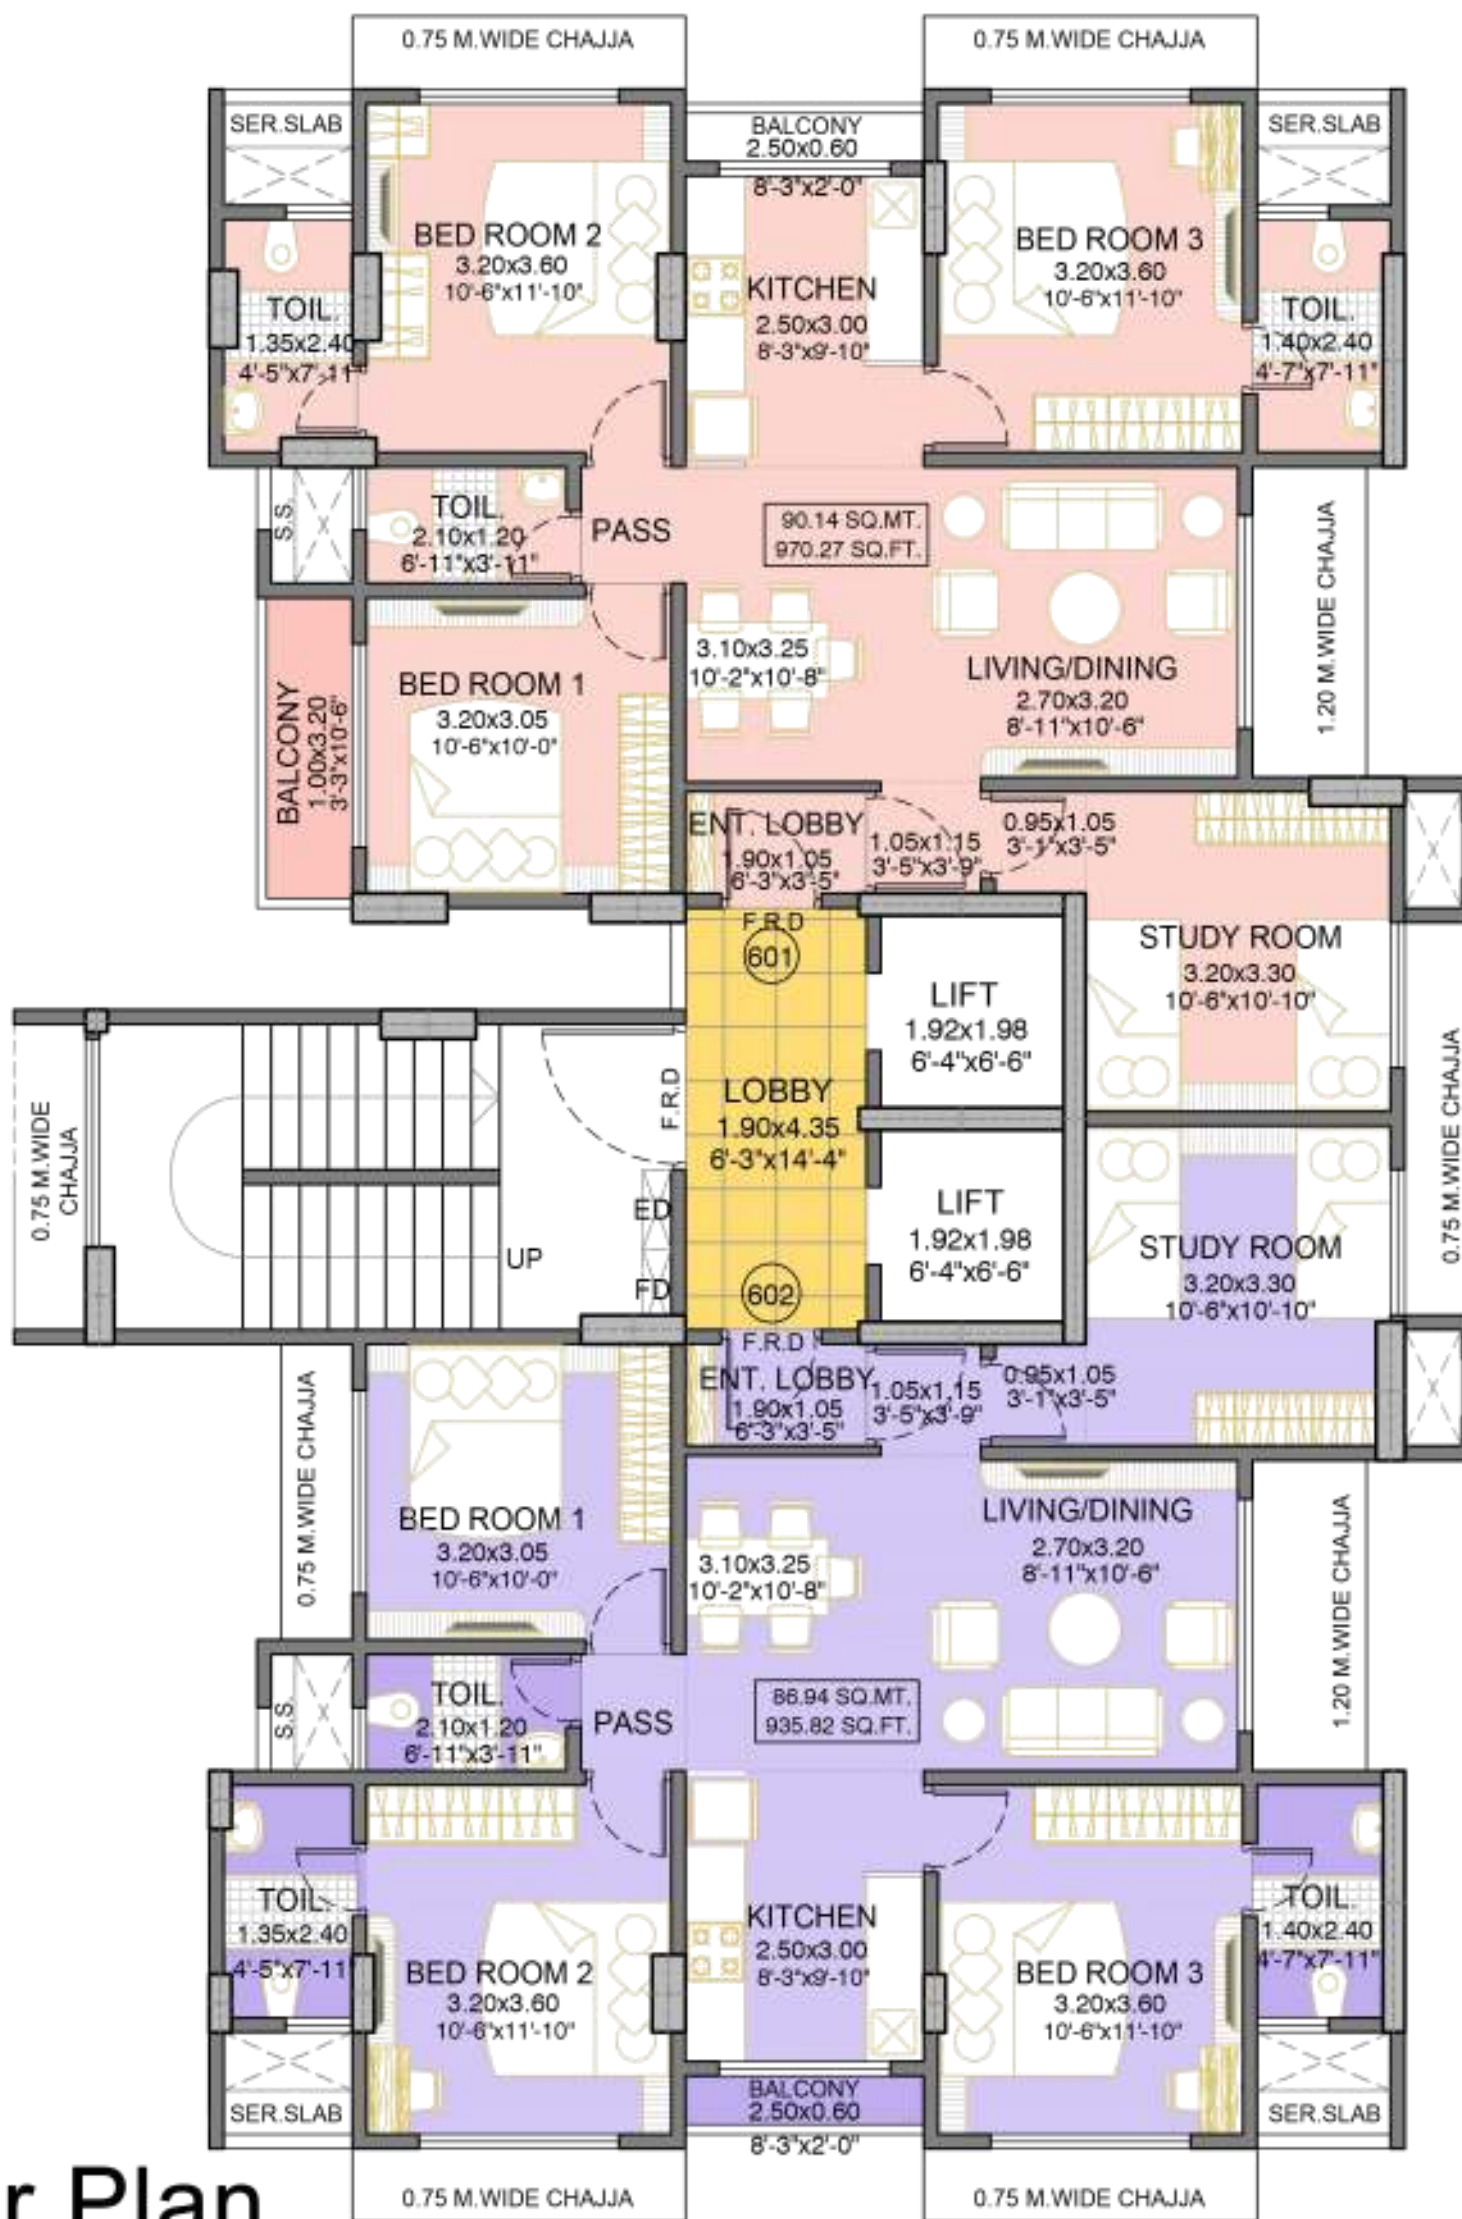 0.75 M.WIDE CHAJJA
0.75 M.WIDE CHAJJA
SER.SLAB
BALCONY
2.50x0.60
8'-3"x2'-0"
SER.SLAB
BED ROOM 2
3.20x3.60
10'-6"x11'-10"
KITCHEN
2.50x3.00
8'-3"x9'-10"
BED ROOM 3
3.20x3.60
10'-6"x11'-10"
TOIL.
1.35x2.40
4'-5"x7'-11"
TOIL.
1.40x2.40
4'-7"x7'-11"
S.S.
TOIL.
2.10x1.20
6'-11"x3'-11"
PASS
90.14 SQ.MT.
970.27 SQ.FT.
1.20 M.WIDE CHAJJA
BALCONY
1.00x3.20
3'-3"x10'-6"
BED ROOM 1
3.20x3.05
10'-6"x10'-0"
3.10x3.25
10'-2"x10'-8"
LIVING/DINING
2.70x3.20
8'-11"x10'-6"
ENT. LOBBY
1.90x1.05
6'-3"x3'-5"
1.05x1.15
3'-5"x3'-9"
0.95x1.05
3'-1"x3'-5"
F.R.D
601
STUDY ROOM
3.20x3.30
10'-6"x10'-10"
LIFT
1.92x1.98
6'-4"x6'-6"
0.75 M.WIDE
CHAJJA
F.R.D
LOBBY
1.90x4.35
6'-3"x14'-4"
0.75 M.WIDE CHAJJA
ED
UP
FD
LIFT
1.92x1.98
6'-4"x6'-6"
STUDY ROOM
3.20x3.30
10'-6"x10'-10"
602
F.R.D
ENT. LOBBY
1.90x1.05
6'-3"x3'-5"
1.05x1.15
3'-5"x3'-9"
0.95x1.05
3'-1"x3'-5"
0.75 M.WIDE CHAJJA
BED ROOM 1
3.20x3.05
10'-6"x10'-0"
3.10x3.25
10'-2"x10'-8"
LIVING/DINING
2.70x3.20
8'-11"x10'-6"
1.20 M.WIDE CHAJJA
S.S.
TOIL.
2.10x1.20
6'-11"x3'-11"
PASS
86.94 SQ.MT.
935.82 SQ.FT.
TOIL.
1.35x2.40
4'-5"x7'-11"
BED ROOM 2
3.20x3.60
10'-6"x11'-10"
KITCHEN
2.50x3.00
8'-3"x9'-10"
BED ROOM 3
3.20x3.60
10'-6"x11'-10"
TOIL.
1.40x2.40
4'-7"x7'-11"
SER.SLAB
BALCONY
2.50x0.60
8'-3"x2'-0"
SER.SLAB
0.75 M.WIDE CHAJJA
0.75 M.WIDE CHAJJA
r Plan